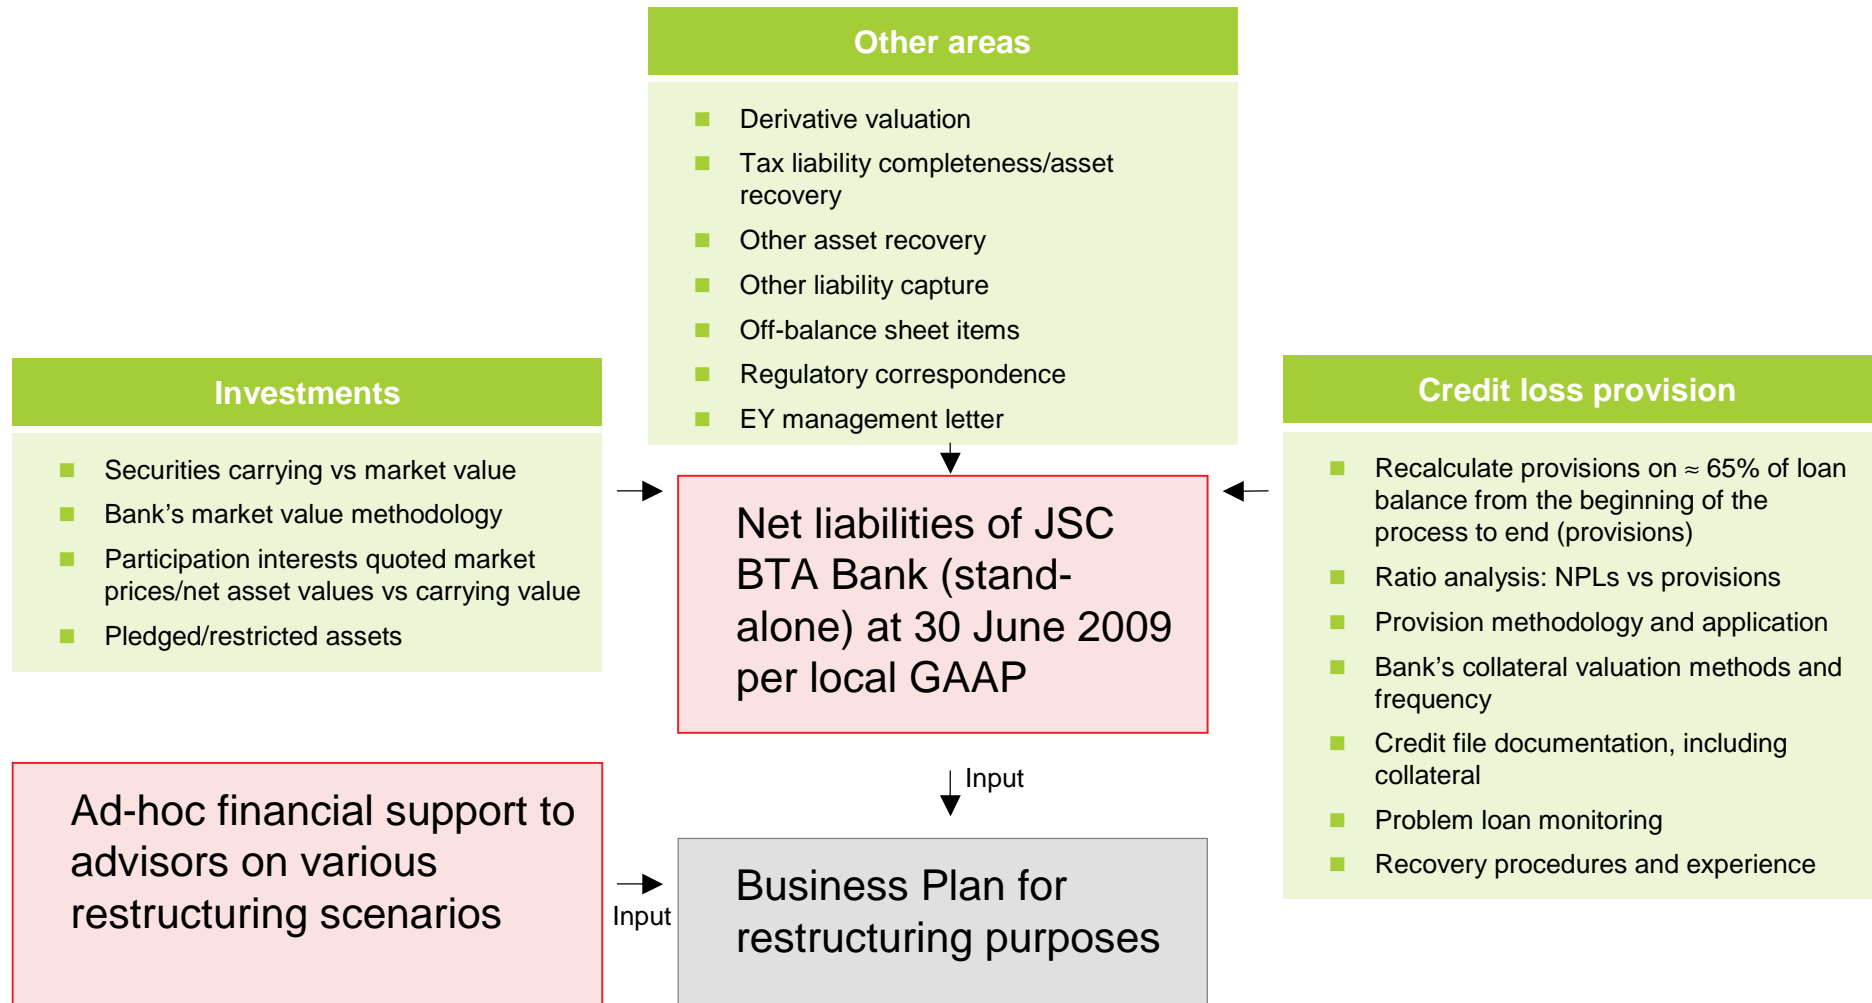 Other areas
Derivative valuation
Tax liability completeness/asset
recovery
Other asset recovery
Other liability capture
Off-balance sheet items
Regulatory correspondence
EY management letter
Investments
Securities carrying vs market value
Bank's market value methodology
Participation interests quoted market
prices/net asset values vs carrying value
Pledged/restricted assets
Credit loss provision
Recalculate provisions on ≈ 65% of loan
balance from the beginning of the
process to end (provisions)
Ratio analysis: NPLs vs provisions
Provision methodology and application
Bank's collateral valuation methods and
frequency
Credit file documentation, including
collateral
Problem loan monitoring
Recovery procedures and experience
Net liabilities of JSC
BTA Bank (stand-
alone) at 30 June 2009
per local GAAP
Input
Ad-hoc financial support to
advisors on various
restructuring scenarios
Input
Business Plan for
restructuring purposes